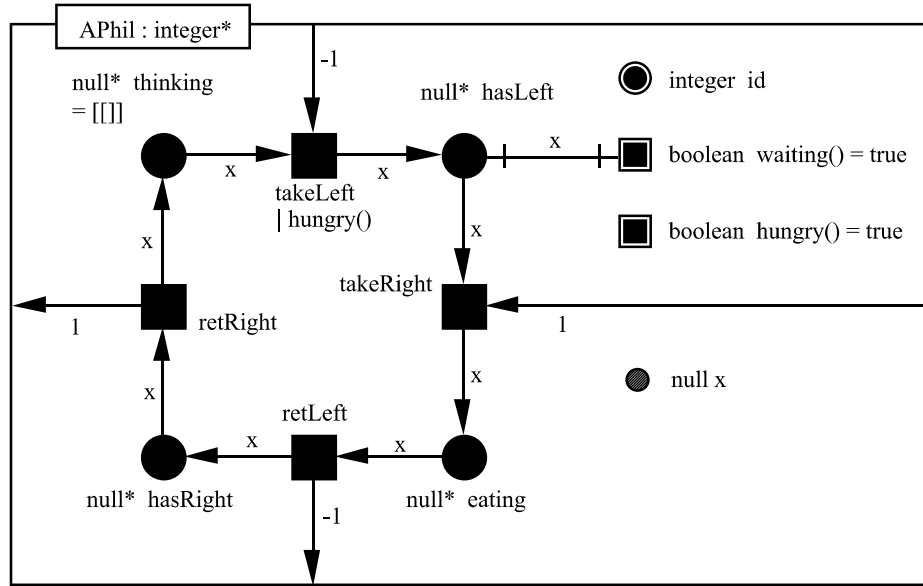 APhil : integer*
-1
null* thinking
= [[]]
null* hasLeft
integer id
x
x
x
boolean waiting() = true
takeLeft
| hungry()
x
x
boolean hungry() = true
takeRight
1
retRight
1
x
x
null x
retLeft
x
x
null* hasRight
null* eating
-1